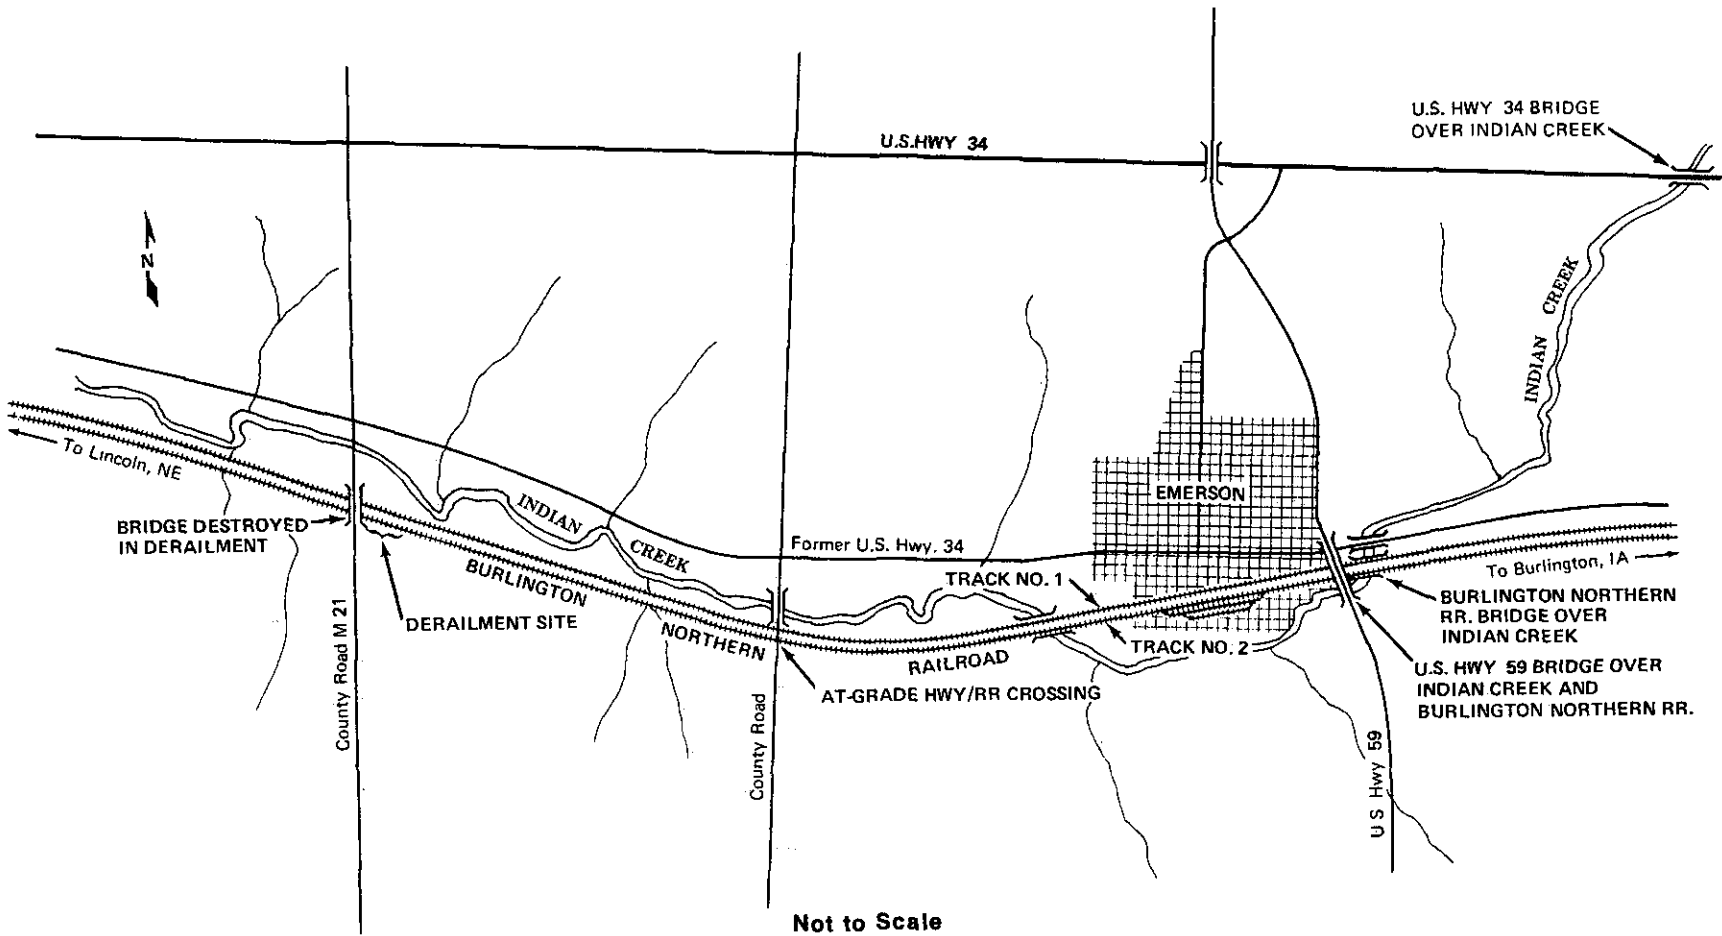 U.S. HWY 34 BRIDGE
OVER INDIAN CREEK
U.S.HWY 34
N
INDIAN CREEK
To Lincoln, NE
BRIDGE DESTROYED
IN DERAILMENT
EMERSON
INDIAN
CREEK
Former U.S. Hwy. 34
BURLINGTON
TRACK NO. 1
To Burlington, IA
DERAILMENT SITE
NORTHERN
RAILROAD
TRACK NO. 2
BURLINGTON NORTHERN
RR. BRIDGE OVER
INDIAN CREEK
AT-GRADE HWY/RR CROSSING
U.S. HWY 59 BRIDGE OVER
INDIAN CREEK AND
BURLINGTON NORTHERN RR.
County Road M 21
County Road
U S Hwy 59
Not to Scale